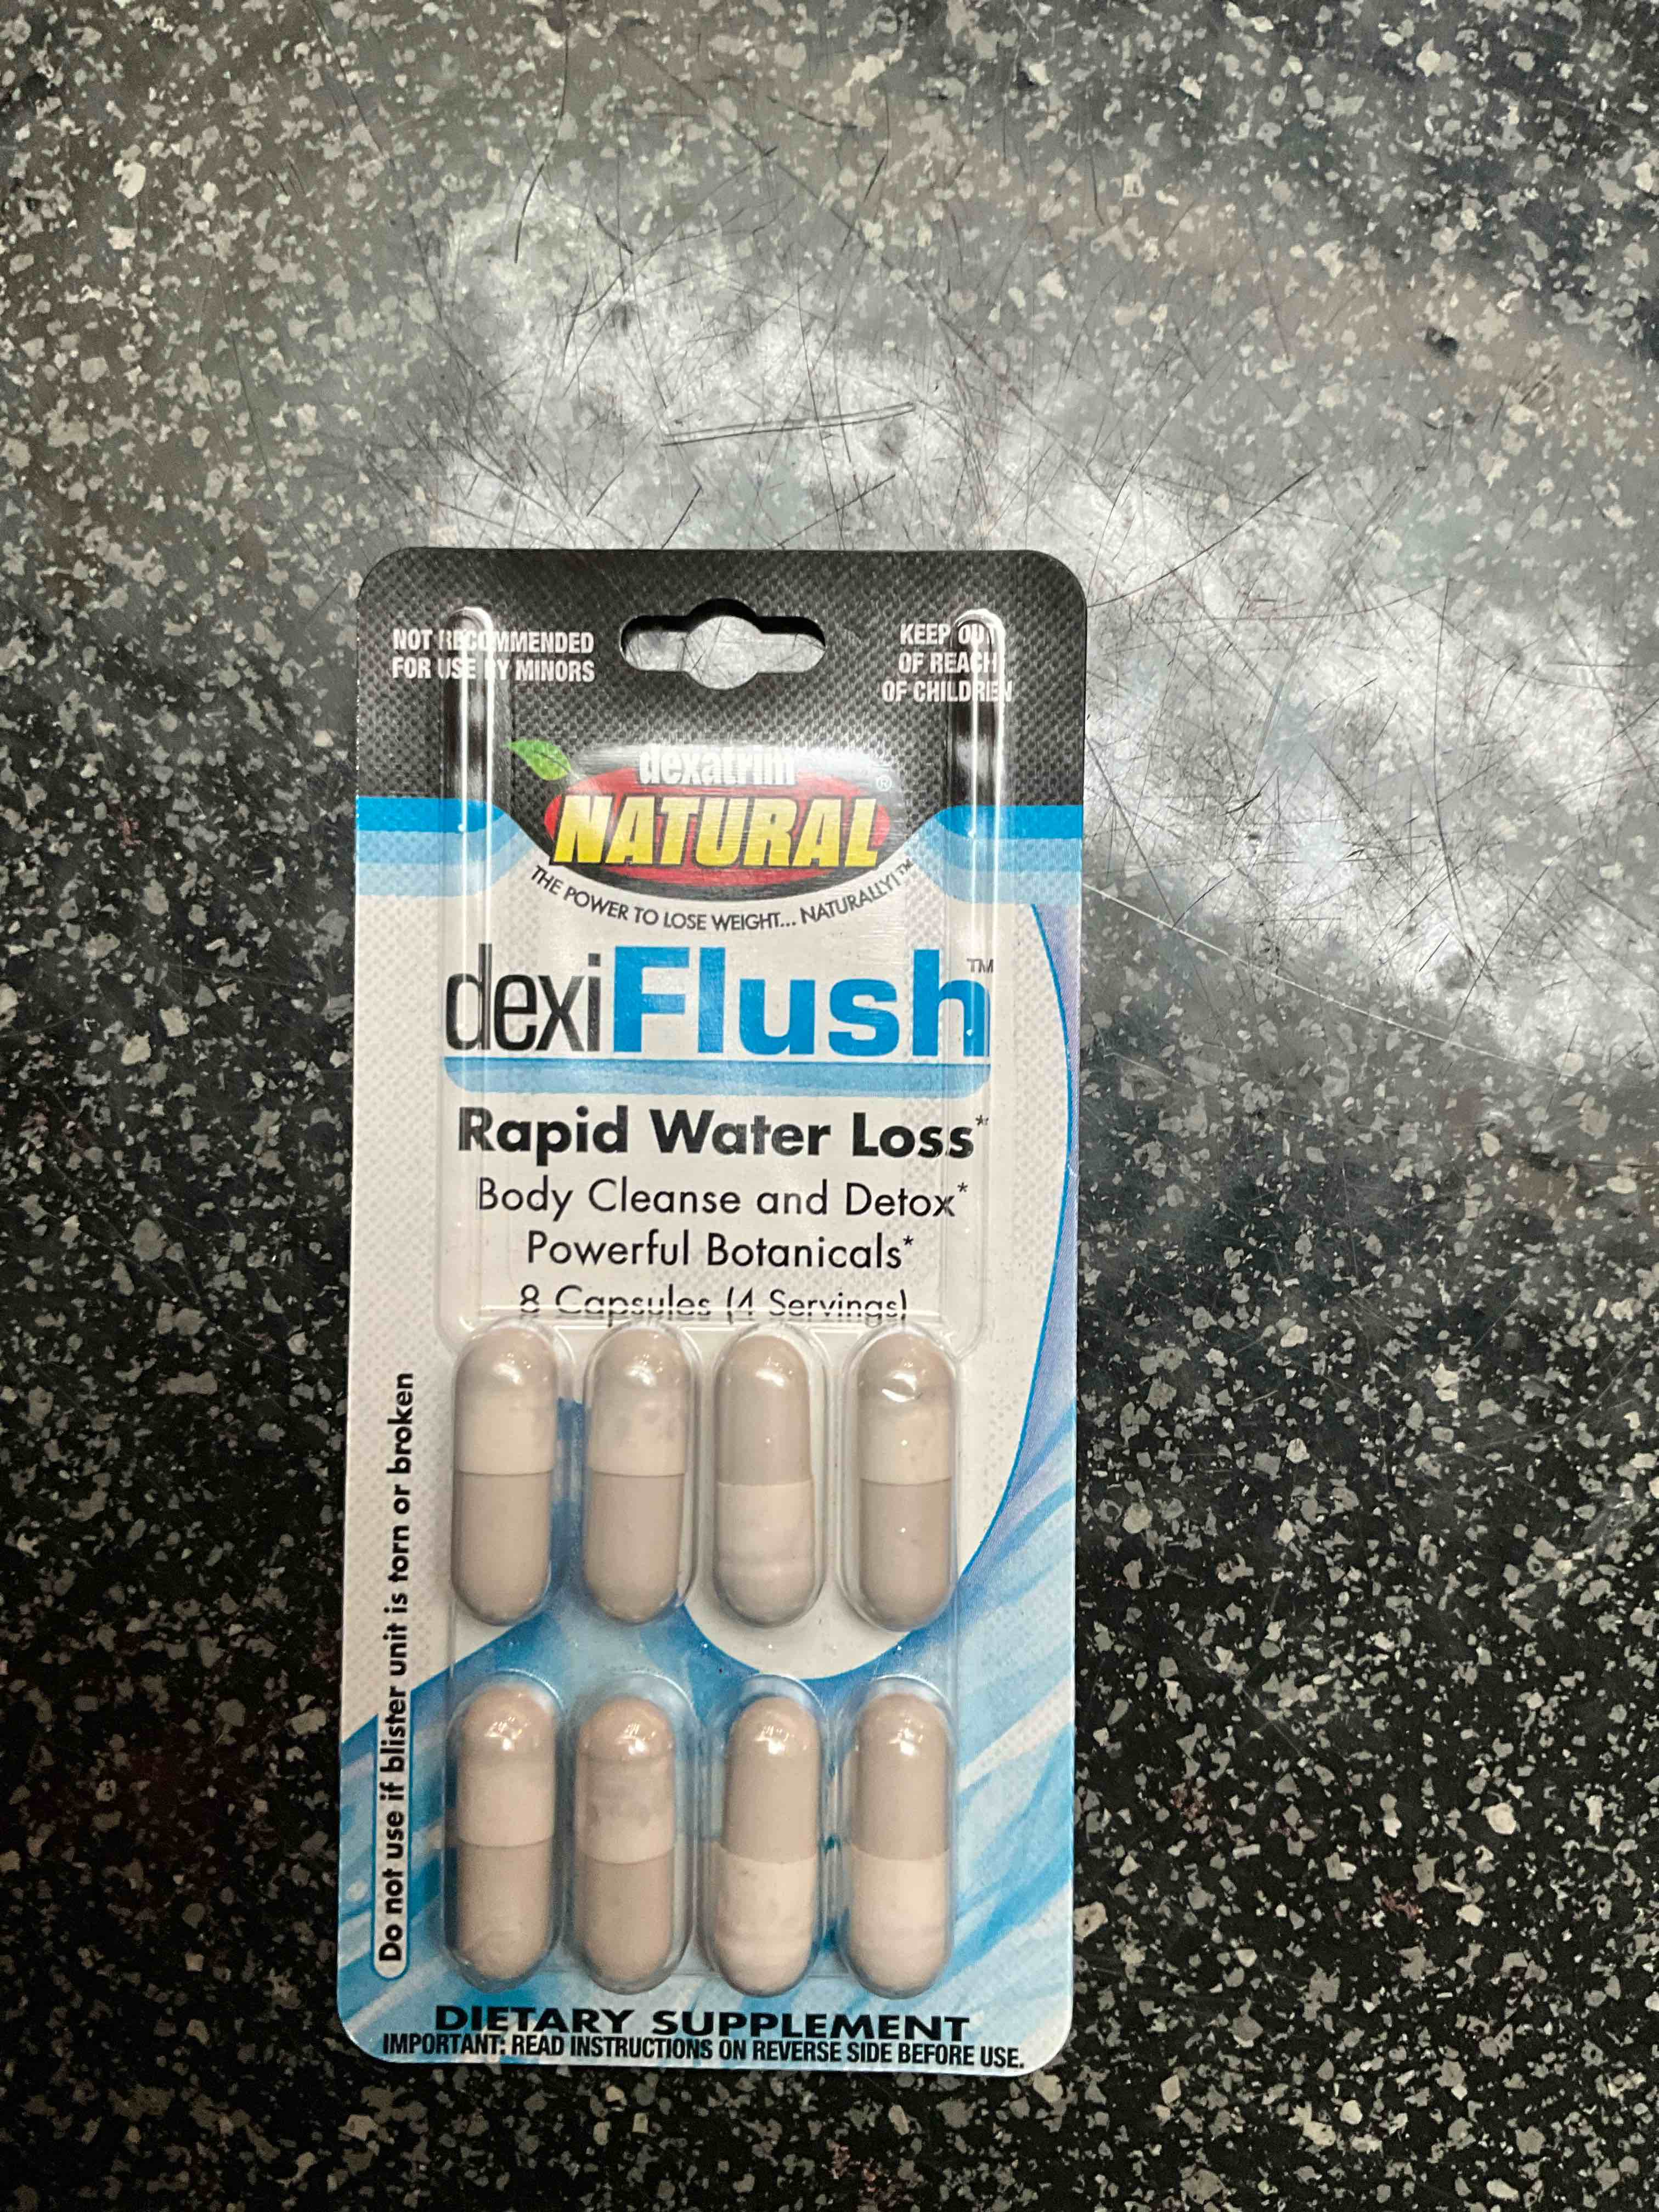 NOT RECOMMENDED
FOR USE BY MINORS
KEEP OUT
OF REACH
OF CHILDREN
dexatrim
NATURAL®
THE POWER TO LOSE WEIGHT... NATURALLY!™
dexiFlush™
Rapid Water Loss*
Body Cleanse and Detox*
Powerful Botanicals*
8 Capsules (4 Servings)
Do not use if blister unit is torn or broken
DIETARY SUPPLEMENT
IMPORTANT: READ INSTRUCTIONS ON REVERSE SIDE BEFORE USE.